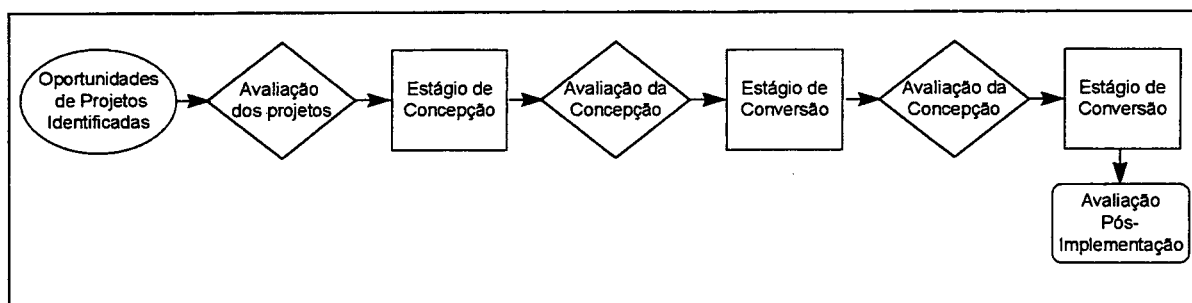 Oportunidades
de Projetos
Identificadas
Avaliação
dos projetos
Estágio de
Concepção
Avaliação da
Concepção
Estágio de
Conversão
Avaliação da
Concepção
Estágio de
Conversão
Avaliação
Pós-
Implementação